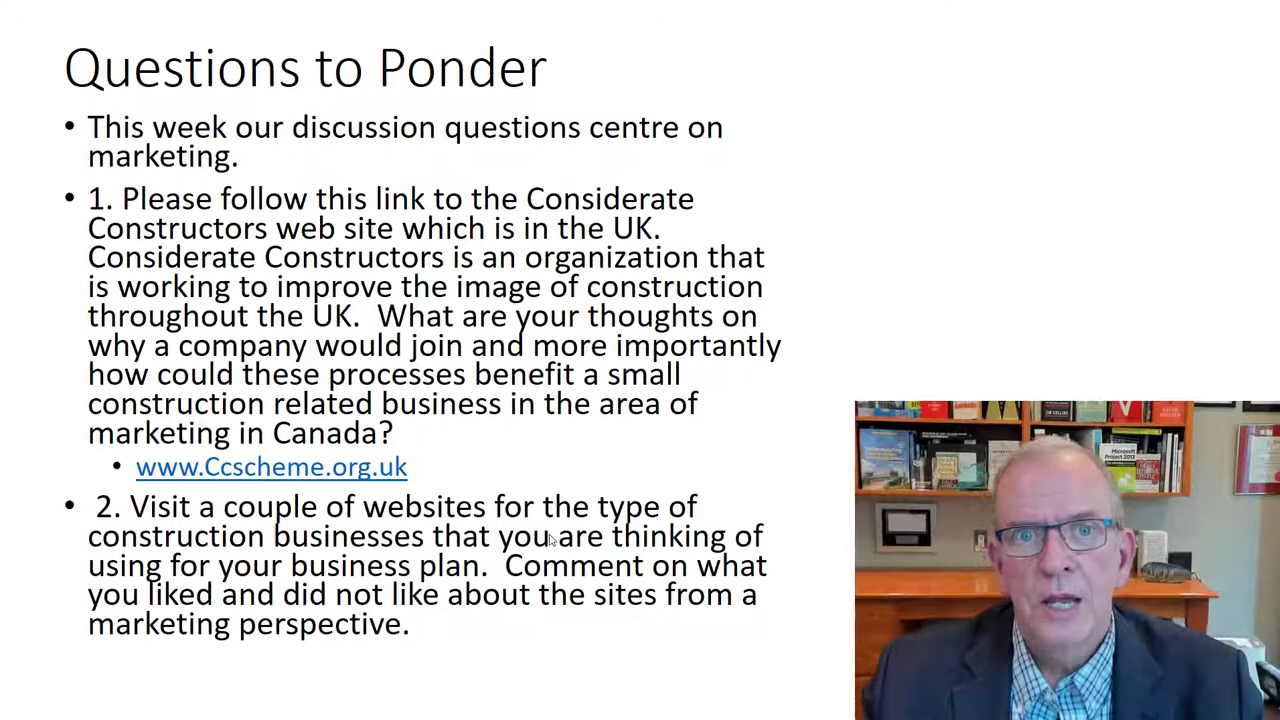 Questions to Ponder
• This week our discussion questions centre on
marketing.
• 1. Please follow this link to the Considerate
Constructors web site which is in the UK.
Considerate Constructors is an organization that
is working to improve the image of construction
throughout the UK.  What are your thoughts on
why a company would join and more importantly
how could these processes benefit a small
construction related business in the area of
marketing in Canada?
• www.Ccscheme.org.uk
• 2. Visit a couple of websites for the type of
construction businesses that you are thinking of
using for your business plan.  Comment on what
you liked and did not like about the sites from a
marketing perspective.
Microsoft
Project 2013